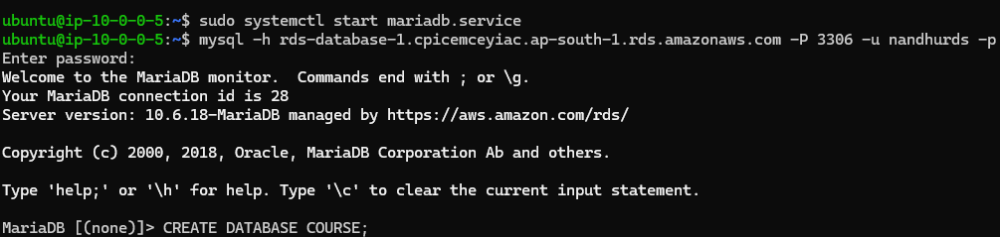 ubuntu@ip-10-0-0-5:~$ sudo systemctl start mariadb.service
ubuntu@ip-10-0-0-5:~$ mysql -h rds-database-1.cpicemceyiac.ap-south-1.rds.amazonaws.com -P 3306 -u nandhurds -p
Enter password:
Welcome to the MariaDB monitor.  Commands end with ; or \g.
Your MariaDB connection id is 28
Server version: 10.6.18-MariaDB managed by https://aws.amazon.com/rds/
Copyright (c) 2000, 2018, Oracle, MariaDB Corporation Ab and others.
Type 'help;' or '\h' for help. Type '\c' to clear the current input statement.
MariaDB [(none)]> CREATE DATABASE COURSE;